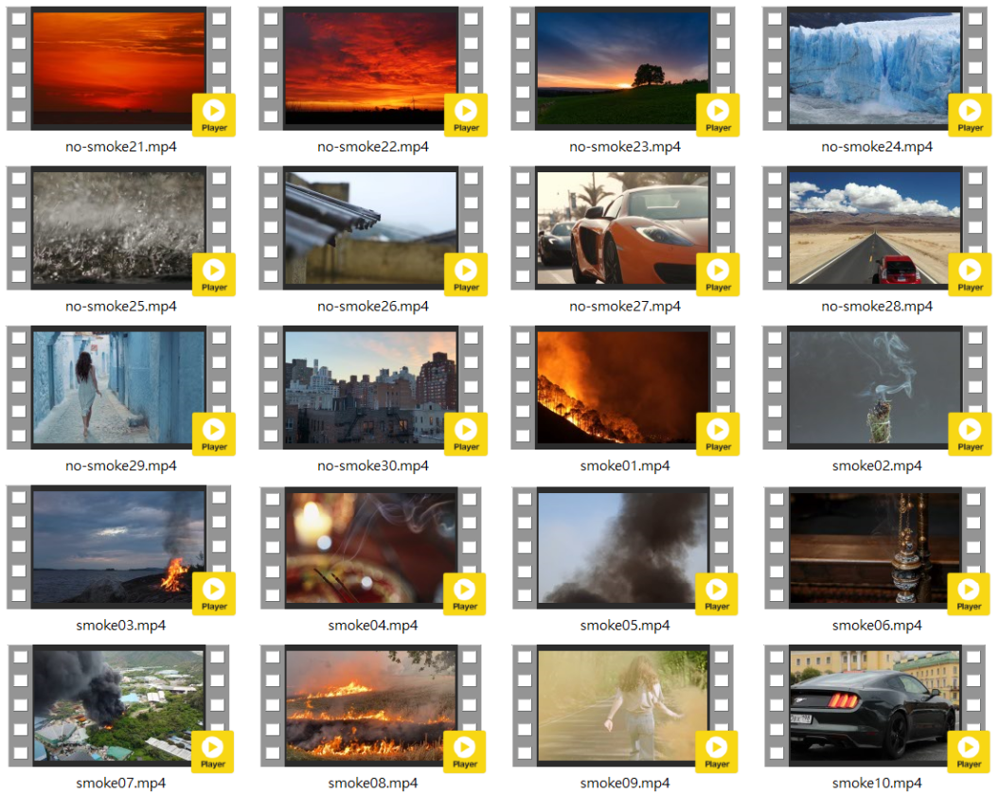 Player
Player
Player
Player
no-smoke21.mp4
no-smoke22.mp4
no-smoke23.mp4
no-smoke24.mp4
Player
Player
Player
Player
no-smoke25.mp4
no-smoke26.mp4
no-smoke27.mp4
no-smoke28.mp4
Player
Player
Player
Player
no-smoke29.mp4
no-smoke30.mp4
smoke01.mp4
smoke02.mp4
Player
Player
Player
Player
smoke03.mp4
smoke04.mp4
smoke05.mp4
smoke06.mp4
Player
Player
Player
Player
smoke07.mp4
smoke08.mp4
smoke09.mp4
smoke10.mp4